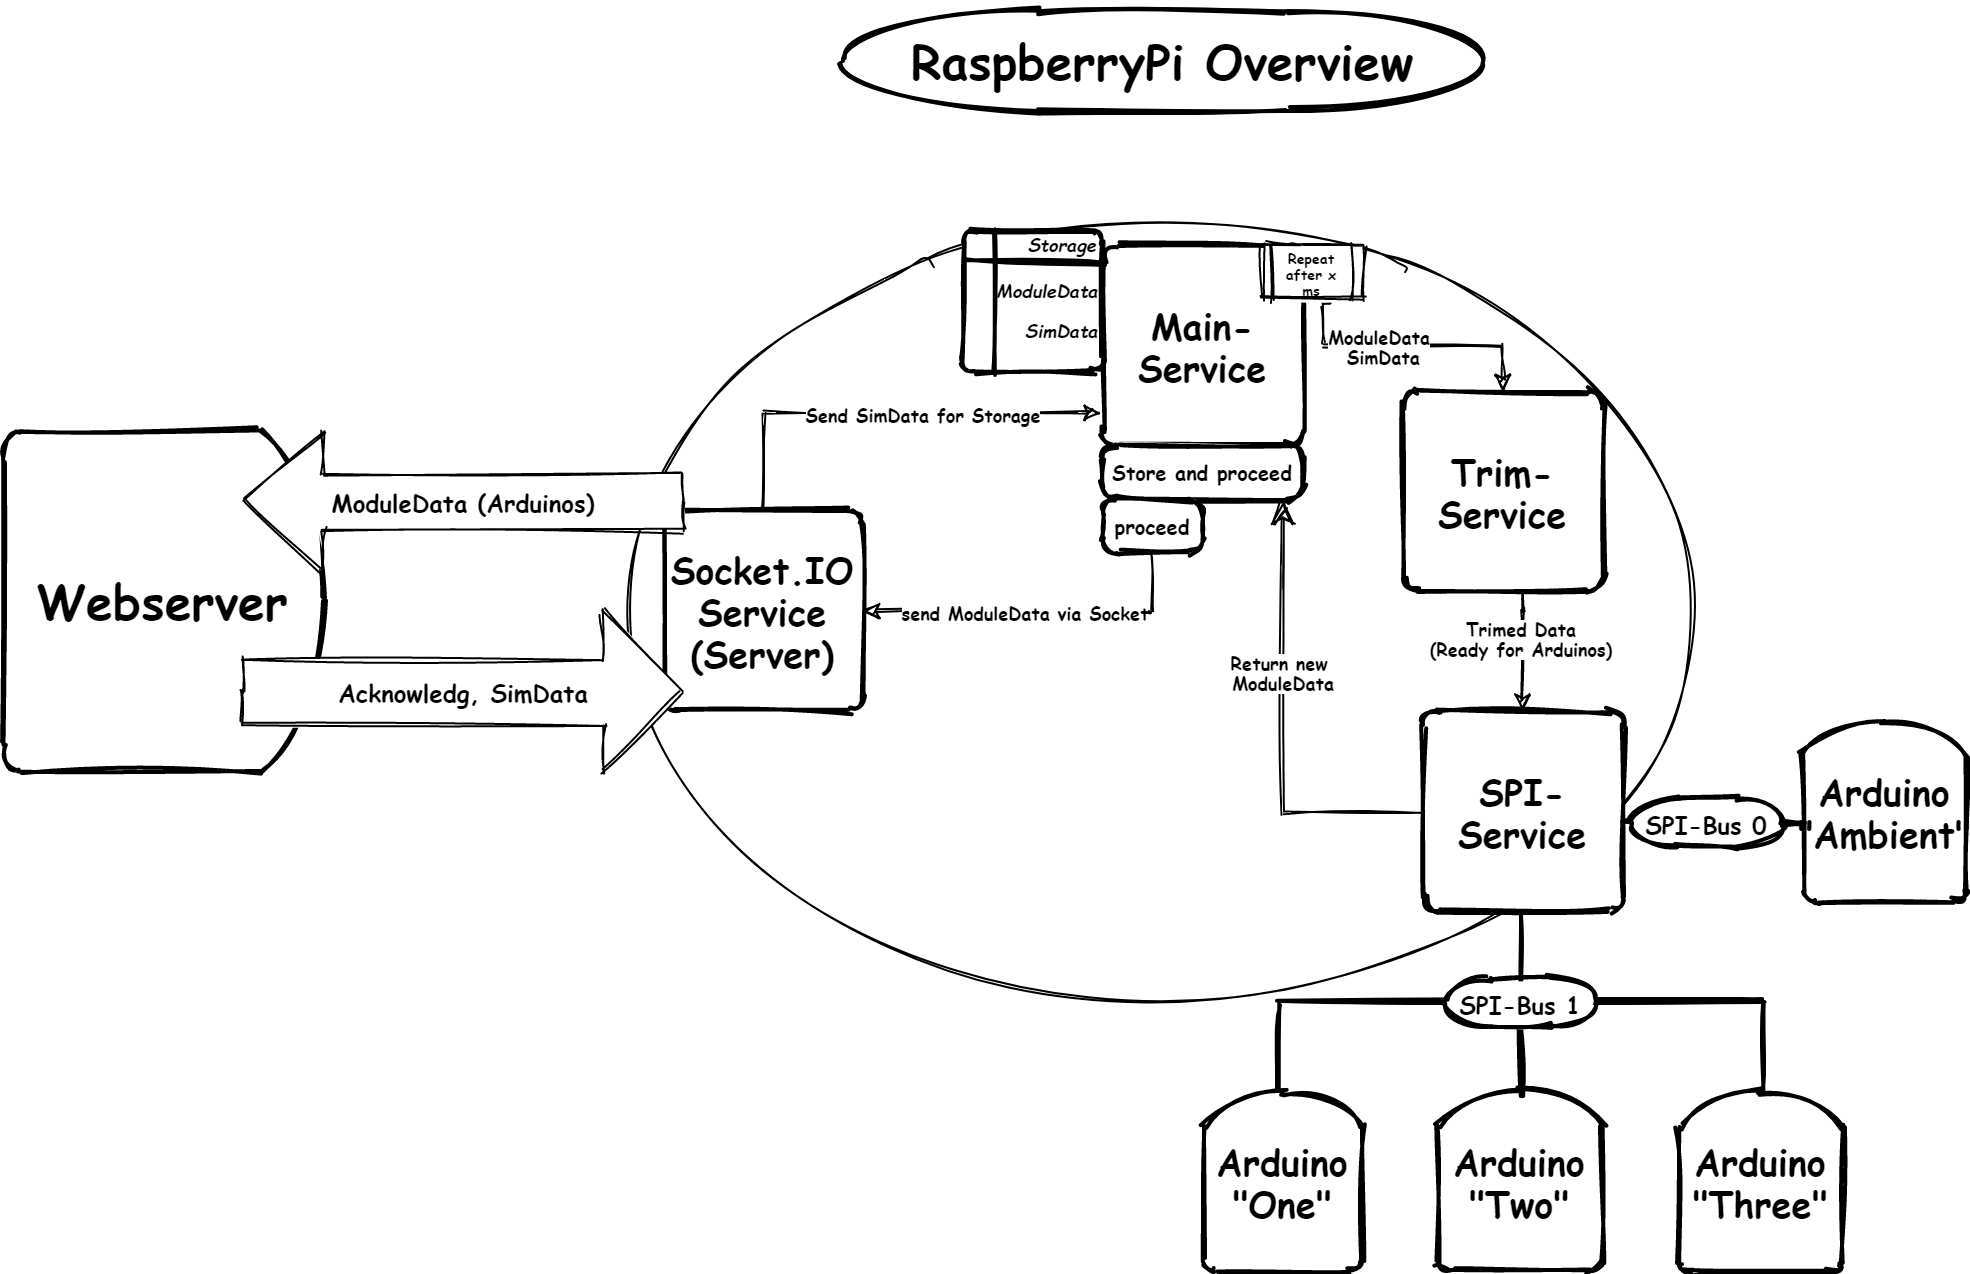 RaspberryPi Overview
Storage
ModuleData
SimData
Main-
Service
Repeat
after x
ms
ModuleData
SimData
Send SimData for Storage
Store and proceed
proceed
Trim-
Service
ModuleData (Arduinos)
Webserver
Socket.IO
Service
(Server)
send ModuleData via Socket
Acknowledg, SimData
Trimed Data
(Ready for Arduinos)
Return new
ModuleData
SPI-
Service
SPI-Bus 0
Arduino
"Ambient"
SPI-Bus 1
Arduino
"One"
Arduino
"Two"
Arduino
"Three"